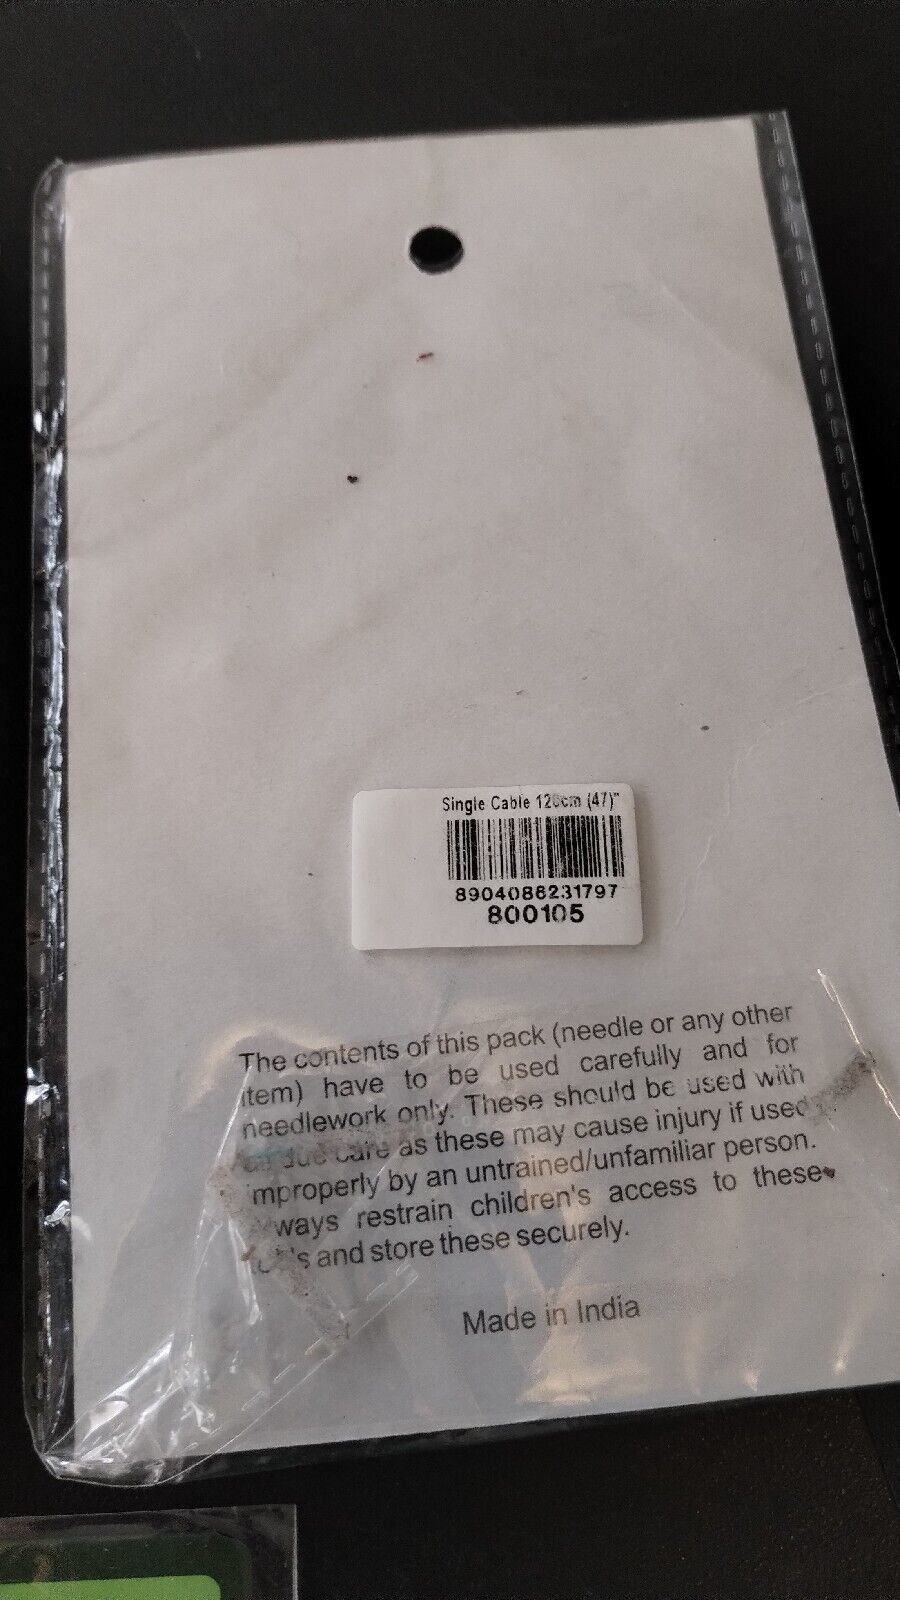 Single Cable 120cm (47)"
8904086231797
800105
The contents of this pack (needle or any other
item) have to be used carefully and for
needlework only. These should be used with
due care as these may cause injury if used
improperly by an untrained/unfamiliar person.
Always restrain children's access to these
and store these securely.
Made in India